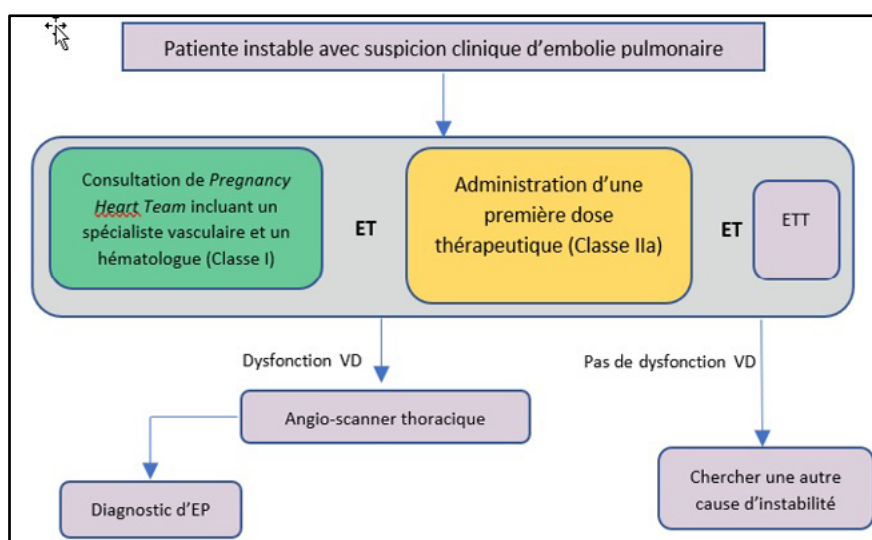 Patiente instable avec suspicion clinique d'embolie pulmonaire
Consultation de Pregnancy
Heart Team incluant un
spécialiste vasculaire et un
hématologue (Classe I)
ET
Administration d'une
première dose
thérapeutique (Classe IIa)
ET
ETT
Dysfonction VD
Pas de dysfonction VD
Angio-scanner thoracique
Diagnostic d'EP
Chercher une autre
cause d'instabilité